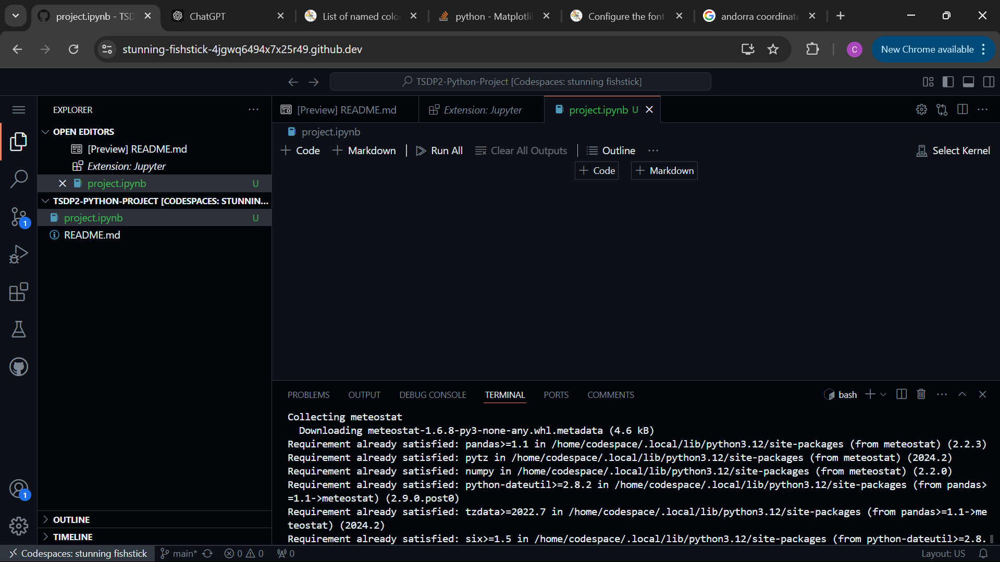 project.ipynb - TSD
ChatGPT
List of named colo
python - Matplotli
Configure the font
andorra coordinate
stunning-fishstick-4jgwq6494x7x25r49.github.dev
C
New Chrome available
TSDP2-Python-Project [Codespaces: stunning fishstick]
EXPLORER
[Preview] README.md
Extension: Jupyter
project.ipynb U
OPEN EDITORS
project.ipynb
[Preview] README.md
Code
Markdown
Run All
Clear All Outputs
Outline
Select Kernel
Extension: Jupyter
Code
Markdown
project.ipynb U
TSDP2-PYTHON-PROJECT [CODESPACES: STUNNIN...
project.ipynb U
README.md
1
PROBLEMS
OUTPUT
DEBUG CONSOLE
TERMINAL
PORTS
COMMENTS
bash
Collecting meteostat
Downloading meteostat-1.6.8-py3-none-any.whl.metadata (4.6 kB)
Requirement already satisfied: pandas>=1.1 in /home/codespace/.local/lib/python3.12/site-packages (from meteostat) (2.2.3)
Requirement already satisfied: pytz in /home/codespace/.local/lib/python3.12/site-packages (from meteostat) (2024.2)
Requirement already satisfied: numpy in /home/codespace/.local/lib/python3.12/site-packages (from meteostat) (2.2.0)
Requirement already satisfied: python-dateutil>=2.8.2 in /home/codespace/.local/lib/python3.12/site-packages (from pandas>
=1.1->meteostat) (2.9.0.post0)
Requirement already satisfied: tzdata>=2022.7 in /home/codespace/.local/lib/python3.12/site-packages (from pandas>=1.1->me
teostat) (2024.2)
Requirement already satisfied: six>=1.5 in /home/codespace/.local/lib/python3.12/site-packages (from python-dateutil>=2.8.
1
OUTLINE
TIMELINE
Codespaces: stunning fishstick
main*
0
0
0
Layout: US